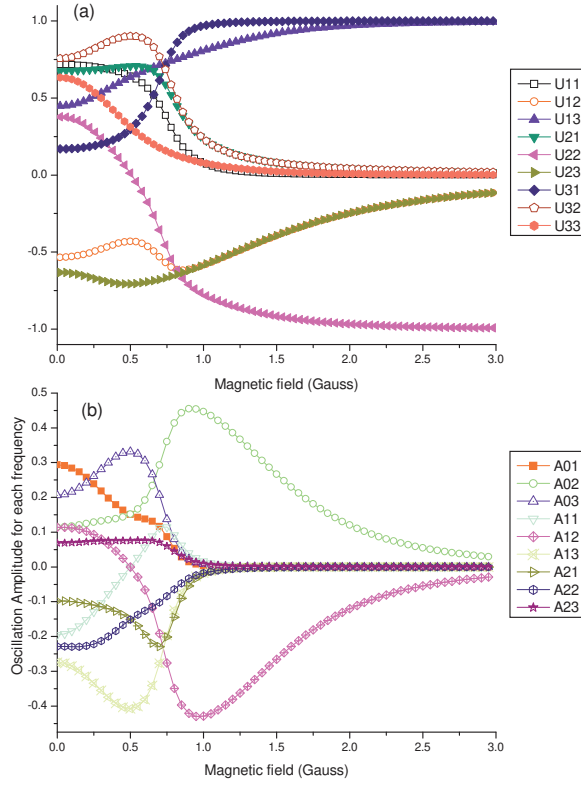 (a)
1.0
0.5
0.0
-0.5
-1.0
0.0 0.5 1.0 1.5 2.0 2.5 3.0
Magnetic field (Gauss)
U11
U12
U13
U21
U22
U23
U31
U32
U33
(b)
Oscillation Amplitude for each frequency
0.5
0.4
0.3
0.2
0.1
0.0
-0.1
-0.2
-0.3
-0.4
0.0 0.5 1.0 1.5 2.0 2.5 3.0
Magnetic field (Gauss)
A01
A02
A03
A11
A12
A13
A21
A22
A23